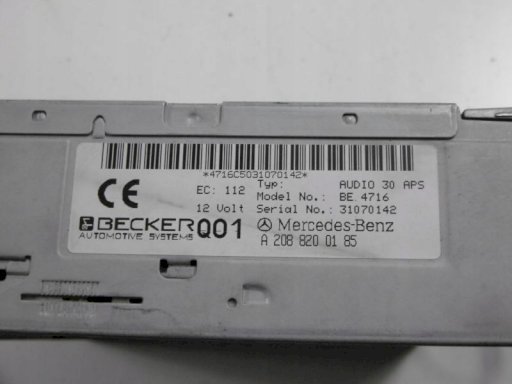 *4716C5031070142*
CE EC: 112 Typ: AUDIO 30 APS
Model No.: BE 4716
12 Volt Serial No.: 31070142
BECKER Q01 Mercedes-Benz
AUTOMOTIVE SYSTEMS A 208 820 01 85